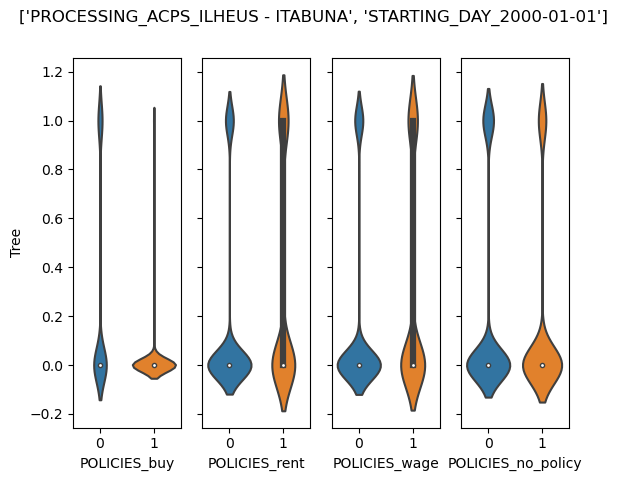 ['PROCESSING_ACPS_ILHEUS - ITABUNA', 'STARTING_DAY_2000-01-01']
Tree
1.2
1.0
0.8
0.6
0.4
0.2
0.0
−0.2
0 1
0 1
0 1
0 1
POLICIES_buy
POLICIES_rent
POLICIES_wage
POLICIES_no_policy